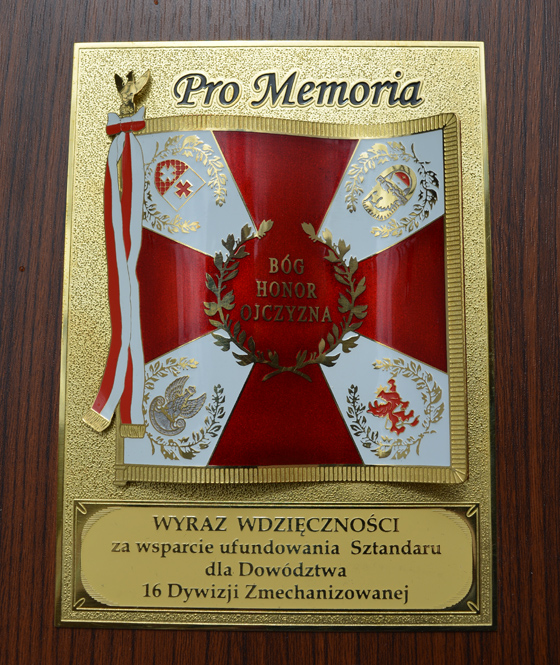 Pro Memoria
BÓG
HONOR
OJCZYZNA
WYRAZ WDZIĘCZNOŚCI
za wsparcie ufundowania Sztandaru
dla Dowództwa
16 Dywizji Zmechanizowanej